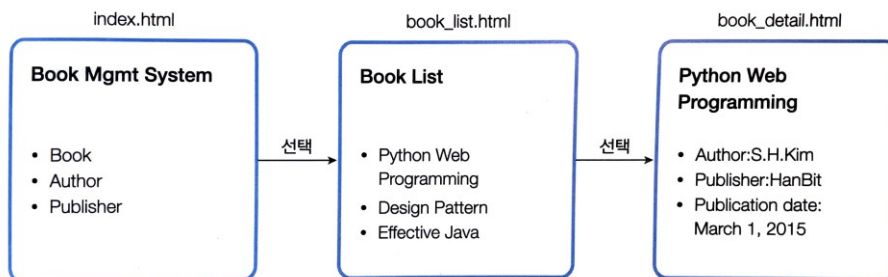 index.html
Book Mgmt System
• Book
• Author
• Publisher
선택
book_list.html
Book List
• Python Web
Programming
• Design Pattern
• Effective Java
선택
book_detail.html
Python Web
Programming
• Author:S.H.Kim
• Publisher:HanBit
• Publication date:
March 1, 2015